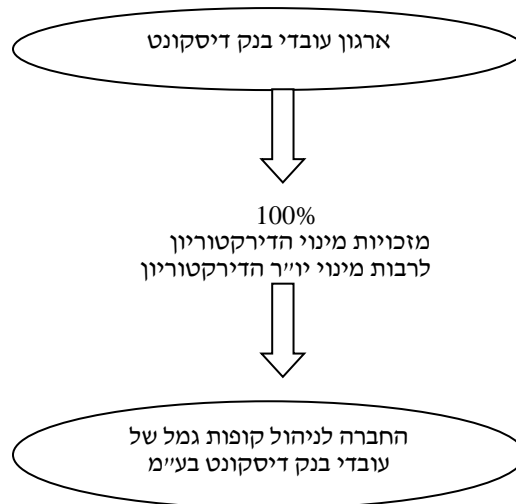 ארגון עובדי בנק דיסקונט
100%
מזכויות מינוי הדירקטוריון
לרבות מינוי יו״ר הדירקטוריון
החברה לניהול קופות גמל של
עובדי בנק דיסקונט בע״מ